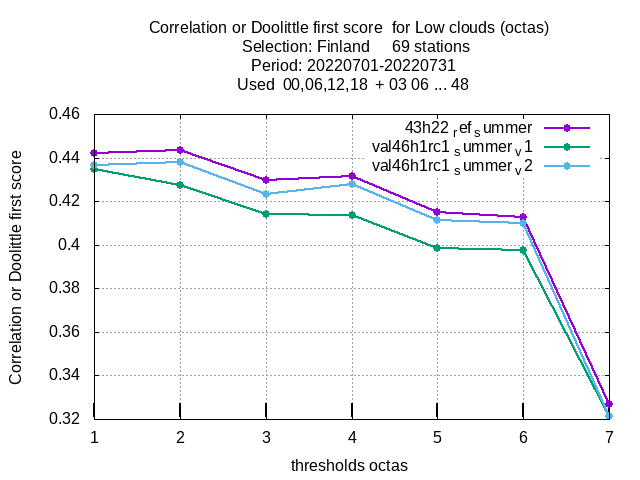 Correlation or Doolittle first score  for Low clouds (octas)
Selection: Finland     69 stations
Period: 20220701-20220731
Used  00,06,12,18  + 03 06 ... 48
43h22 ref summer
val46h1rc1 summer v1
val46h1rc1 summer v2
0.46
0.44
0.42
0.4
0.38
0.36
0.34
0.32
Correlation or Doolittle first score
1 2 3 4 5 6 7
thresholds octas